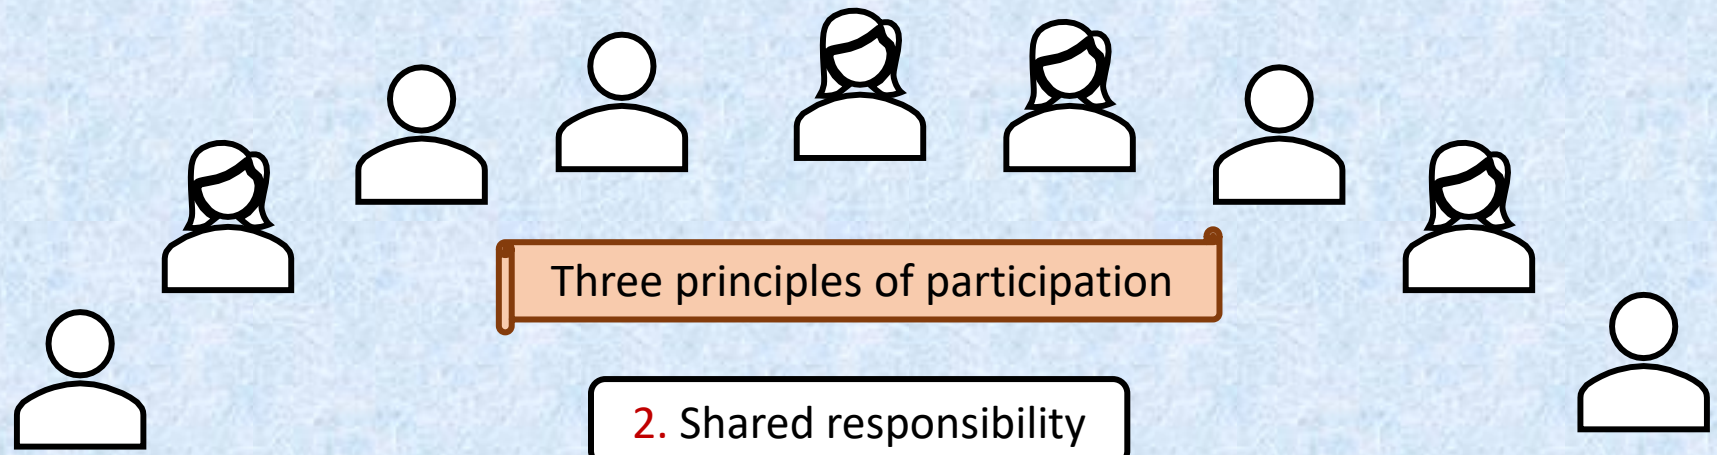 Three principles of participation
2. Shared responsibility